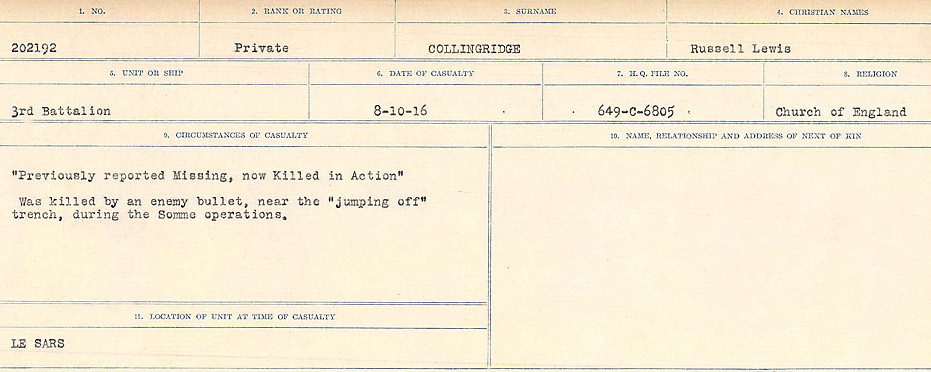 1. NO. 2. RANK OR RATING 3. SURNAME 4. CHRISTIAN NAMES
202192 Private COLLINGRIDGE Russell Lewis
5. UNIT OR SHIP 6. DATE OF CASUALTY 7. H.Q. FILE NO. 8. RELIGION
3rd Battalion 8-10-16 649-C-6805 Church of England
9. CIRCUMSTANCES OF CASUALTY
"Previously reported Missing, now Killed in Action"
Was killed by an enemy bullet, near the "jumping off"
trench, during the Somme operations.
10. NAME, RELATIONSHIP AND ADDRESS OF NEXT OF KIN
11. LOCATION OF UNIT AT TIME OF CASUALTY
LE SARS